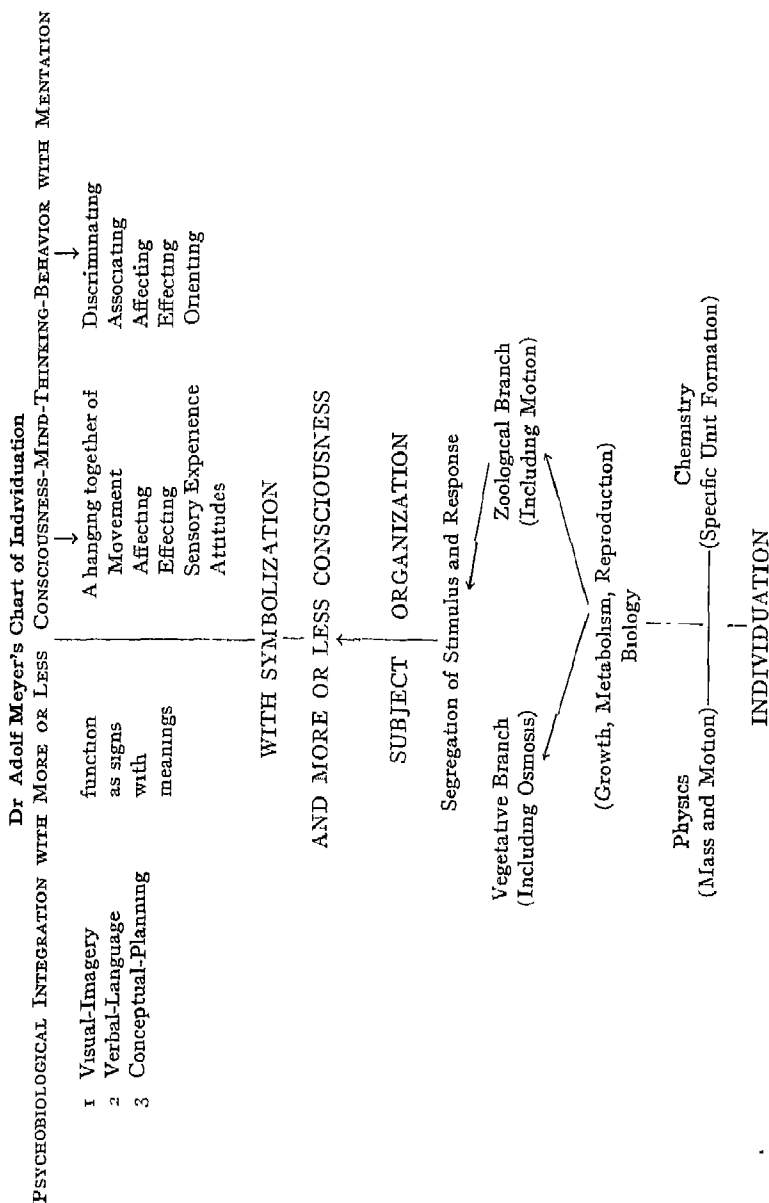 Dr Adolf Meyer's Chart of Individuation
PSYCHOBIOLOGICAL INTEGRATION WITH MORE OR LESS CONSCIOUSNESS-MIND-THINKING-BEHAVIOR WITH MENTATION
1 Visual-Imagery
2 Verbal-Language
3 Conceptual-Planning
function
as signs
with
meanings
A hanging together of
Movement
Affecting
Effecting
Sensory Experience
Attitudes
Discriminating
Associating
Affecting
Effecting
Orienting
WITH SYMBOLIZATION
AND MORE OR LESS CONSCIOUSNESS
SUBJECT ORGANIZATION
Segregation of Stimulus and Response
Vegetative Branch
(Including Osmosis)
Zoological Branch
(Including Motion)
(Growth, Metabolism, Reproduction)
Biology
Physics
(Mass and Motion)
Chemistry
(Specific Unit Formation)
INDIVIDUATION